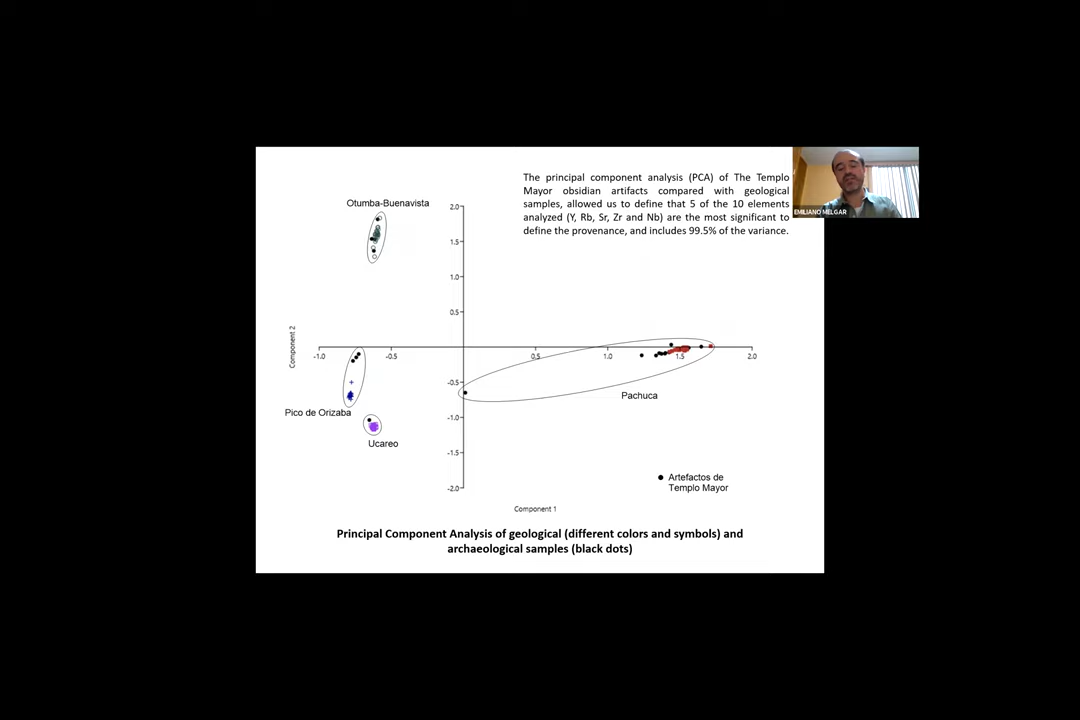 The principal component analysis (PCA) of The Templo
Mayor obsidian artifacts compared with geological
samples, allowed us to define that 5 of the 10 elements
analyzed (Y, Rb, Sr, Zr and Nb) are the most significant to
define the provenance, and includes 99.5% of the variance.
EMILIANO MELGAR
Otumba-Buenavista
2.0
1.5
1.0
0.5
Component 2
-1.0
-0.5
0.5
1.0
1.5
2.0
-0.5
Pachuca
Pico de Orizaba
-1.0
Ucareo
-1.5
Artefactos de
Templo Mayor
-2.0
Component 1
Principal Component Analysis of geological (different colors and symbols) and
archaeological samples (black dots)